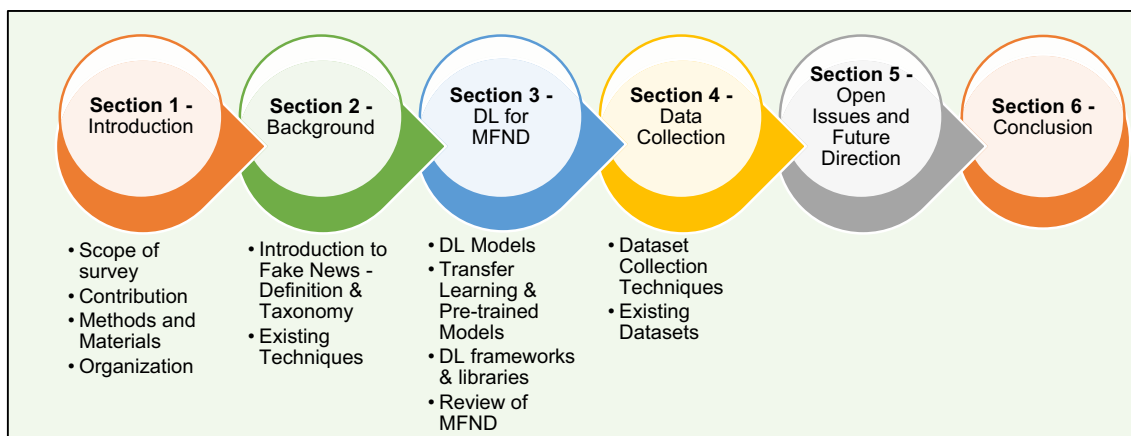 Section 1 -
Introduction
Section 2 -
Background
Section 3 -
DL for
MFND
Section 4 -
Data
Collection
Section 5 -
Open
Issues and
Future
Direction
Section 6 -
Conclusion
• Scope of
survey
• Contribution
• Methods and
Materials
• Organization
• Introduction to
Fake News -
Definition &
Taxonomy
• Existing
Techniques
• DL Models
• Transfer
Learning &
Pre-trained
Models
• DL frameworks
& libraries
• Review of
MFND
• Dataset
Collection
Techniques
• Existing
Datasets